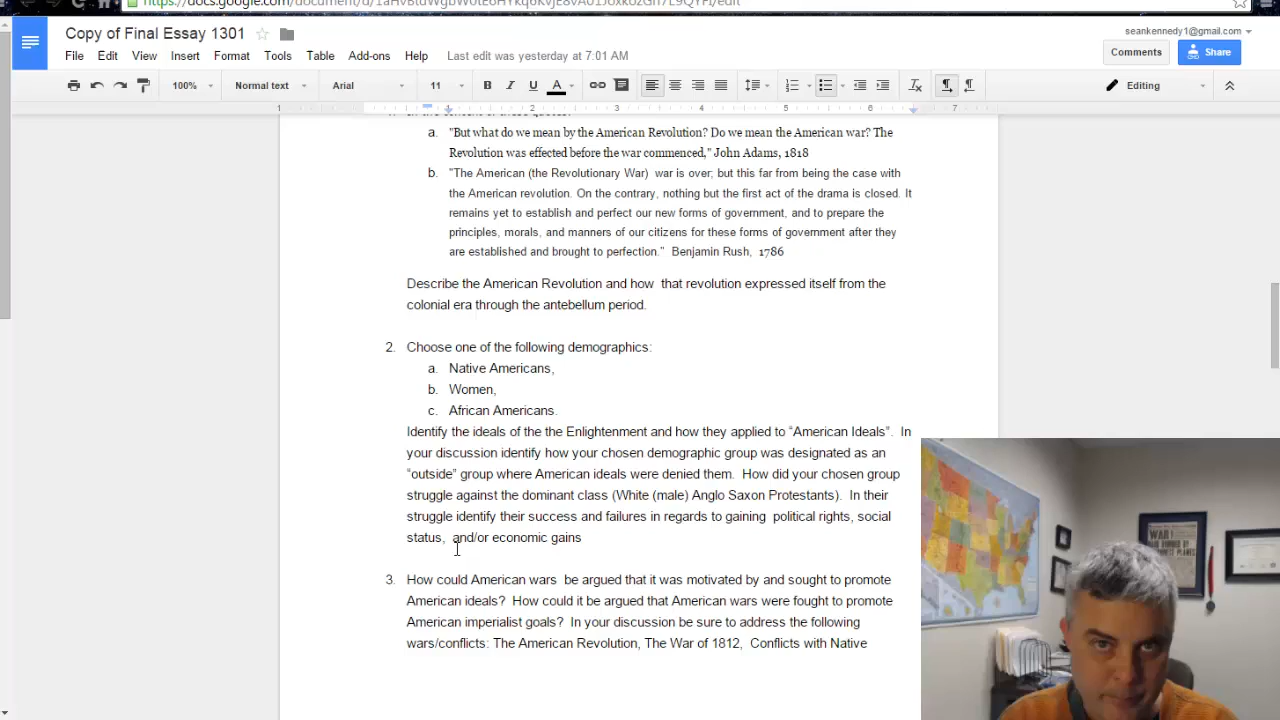 Copy of Final Essay 1301
seankennedy1@gmail.com
File Edit View Insert Format Tools Table Add-ons Help Last edit was yesterday at 7:01 AM
Comments Share
100% Normal text Arial 11 Editing
1 1 2 3 4 5 6 7
a. "But what do we mean by the American Revolution? Do we mean the American war? The
Revolution was effected before the war commenced," John Adams, 1818
b. "The American (the Revolutionary War) war is over; but this far from being the case with
the American revolution. On the contrary, nothing but the first act of the drama is closed. It
remains yet to establish and perfect our new forms of government, and to prepare the
principles, morals, and manners of our citizens for these forms of government after they
are established and brought to perfection." Benjamin Rush, 1786
Describe the American Revolution and how that revolution expressed itself from the
colonial era through the antebellum period.
2. Choose one of the following demographics:
a. Native Americans,
b. Women,
c. African Americans.
Identify the ideals of the the Enlightenment and how they applied to “American Ideals”. In
your discussion identify how your chosen demographic group was designated as an
“outside” group where American ideals were denied them. How did your chosen group
struggle against the dominant class (White (male) Anglo Saxon Protestants). In their
struggle identify their success and failures in regards to gaining political rights, social
status, and/or economic gains
3. How could American wars be argued that it was motivated by and sought to promote
American ideals? How could it be argued that American wars were fought to promote
American imperialist goals? In your discussion be sure to address the following
wars/conflicts: The American Revolution, The War of 1812, Conflicts with Native